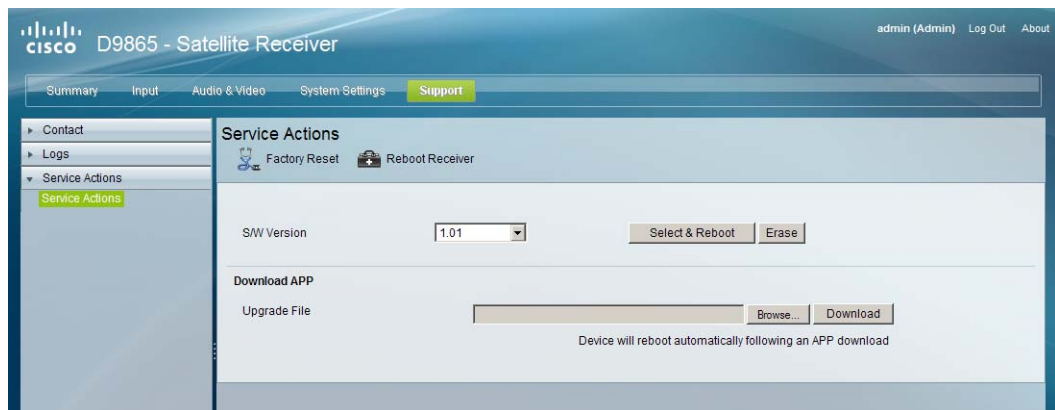 admin (Admin) Log Out About
CISCO D9865 - Satellite Receiver
Summary Input Audio & Video System Settings Support
Contact
Logs
Service Actions
Service Actions
Service Actions
Factory Reset Reboot Receiver
S/W Version 1.01 Select & Reboot Erase
Download APP
Upgrade File Browse... Download
Device will reboot automatically following an APP download